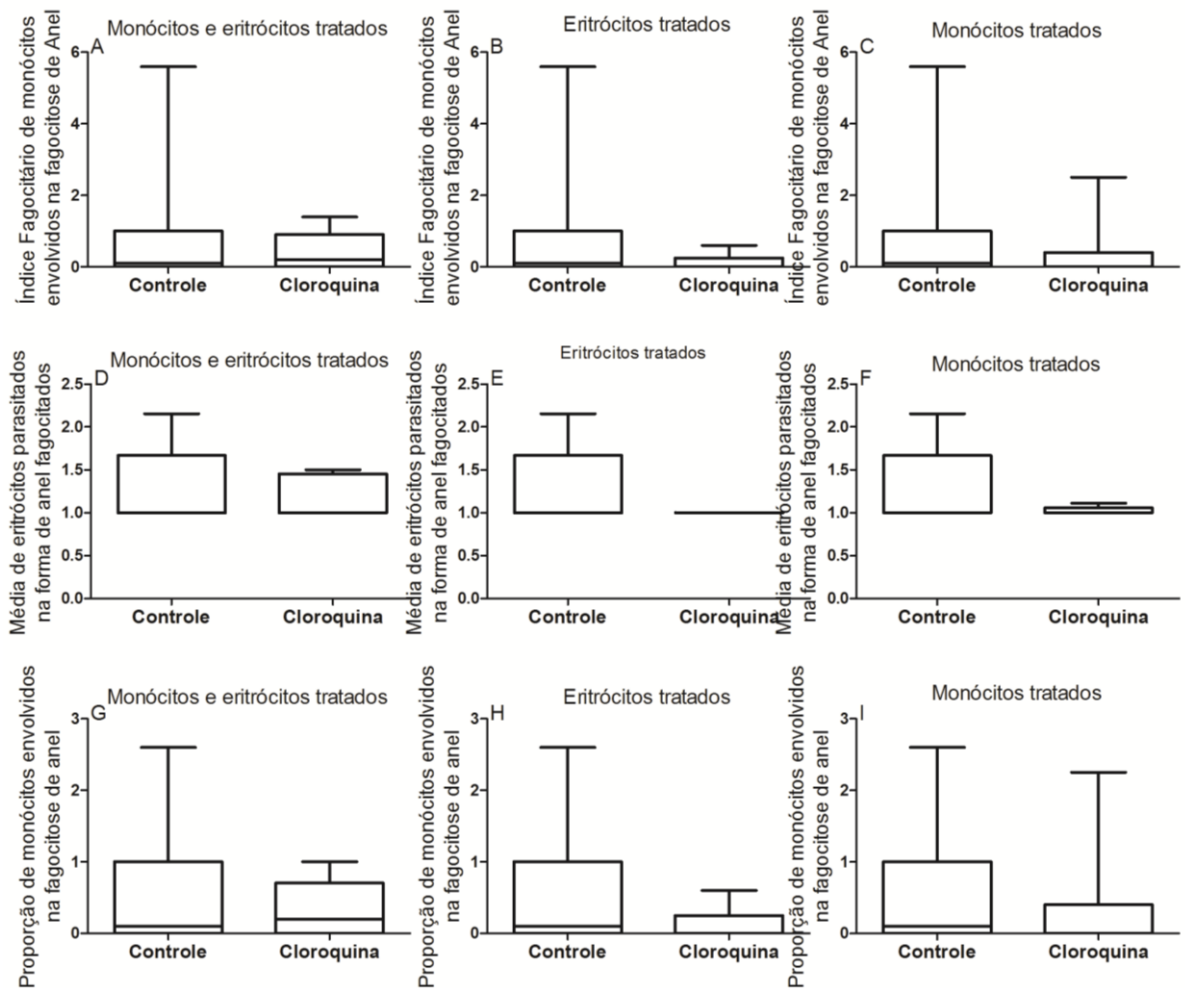 Monócitos e eritrócitos tratados
A
Índice Fagocitário de monócitos
envolvidos na fagocitose de Anel
6
4
2
0
Controle
Cloroquina
Eritrócitos tratados
B
Índice Fagocitário de monócitos
envolvidos na fagocitose de Anel
6
4
2
0
Controle
Cloroquina
Monócitos tratados
C
Índice Fagocitário de monócitos
envolvidos na fagocitose de Anel
6
4
2
0
Controle
Cloroquina
Monócitos e eritrócitos tratados
D
Média de eritrócitos parasitados
na forma de anel fagocitados
2.5
2.0
1.5
1.0
0.5
0.0
Controle
Cloroquina
Eritrócitos tratados
E
Média de eritrócitos parasitados
na forma de anel fagocitados
2.5
2.0
1.5
1.0
0.5
0.0
Controle
Cloroquina
Monócitos tratados
F
Média de eritrócitos parasitados
na forma de anel fagocitados
2.5
2.0
1.5
1.0
0.5
0.0
Controle
Cloroquina
Monócitos e eritrócitos tratados
G
Proporção de monócitos envolvidos
na fagocitose de anel
3
2
1
0
Controle
Cloroquina
Eritrócitos tratados
H
Proporção de monócitos envolvidos
na fagocitose de anel
3
2
1
0
Controle
Cloroquina
Monócitos tratados
I
Proporção de monócitos envolvidos
na fagocitose de anel
3
2
1
0
Controle
Cloroquina